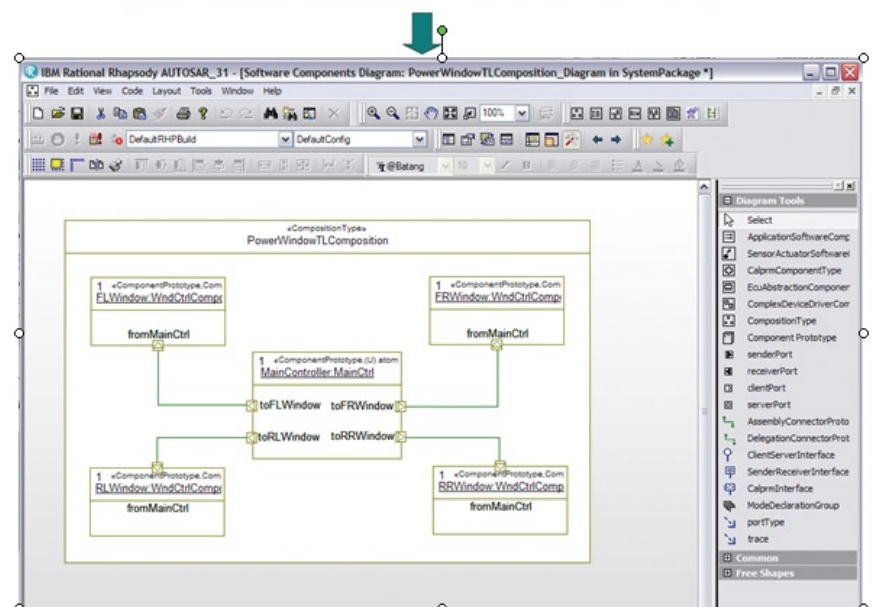 IBM Rational Rhapsody AUTOSAR_31 - [Software Components Diagram: PowerWindowTLComposition_Diagram in SystemPackage *]
File Edit View Code Layout Tools Window Help
100%
DefaultRHPBuild DefaultConfig
@Batang 10
«CompositionType»
PowerWindowTLComposition
1 «ComponentPrototype,Com
FLWindow:WndCtrlCompo
fromMainCtrl
1 «ComponentPrototype,Com
FRWindow:WndCtrlComp
fromMainCtrl
1 «ComponentPrototype,(U) atom
MainController:MainCtrl
toFLWindow toFRWindow
toRLWindow toRRWindow
1 «ComponentPrototype,Com
RLWindow:WndCtrlComp
fromMainCtrl
1 «ComponentPrototype,Com
RRWindow:WndCtrlComp
fromMainCtrl
Diagram Tools
Select
ApplicationSoftwareComp
SensorActuatorSoftware
CalprmComponentType
EcuAbstractionComponen
ComplexDeviceDriverCom
CompositionType
Component Prototype
senderPort
receiverPort
clientPort
serverPort
AssemblyConnectorProto
DelegationConnectorProt
ClientServerInterface
SenderReceiverInterface
CalprmInterface
ModeDeclarationGroup
portType
trace
Common
Free Shapes